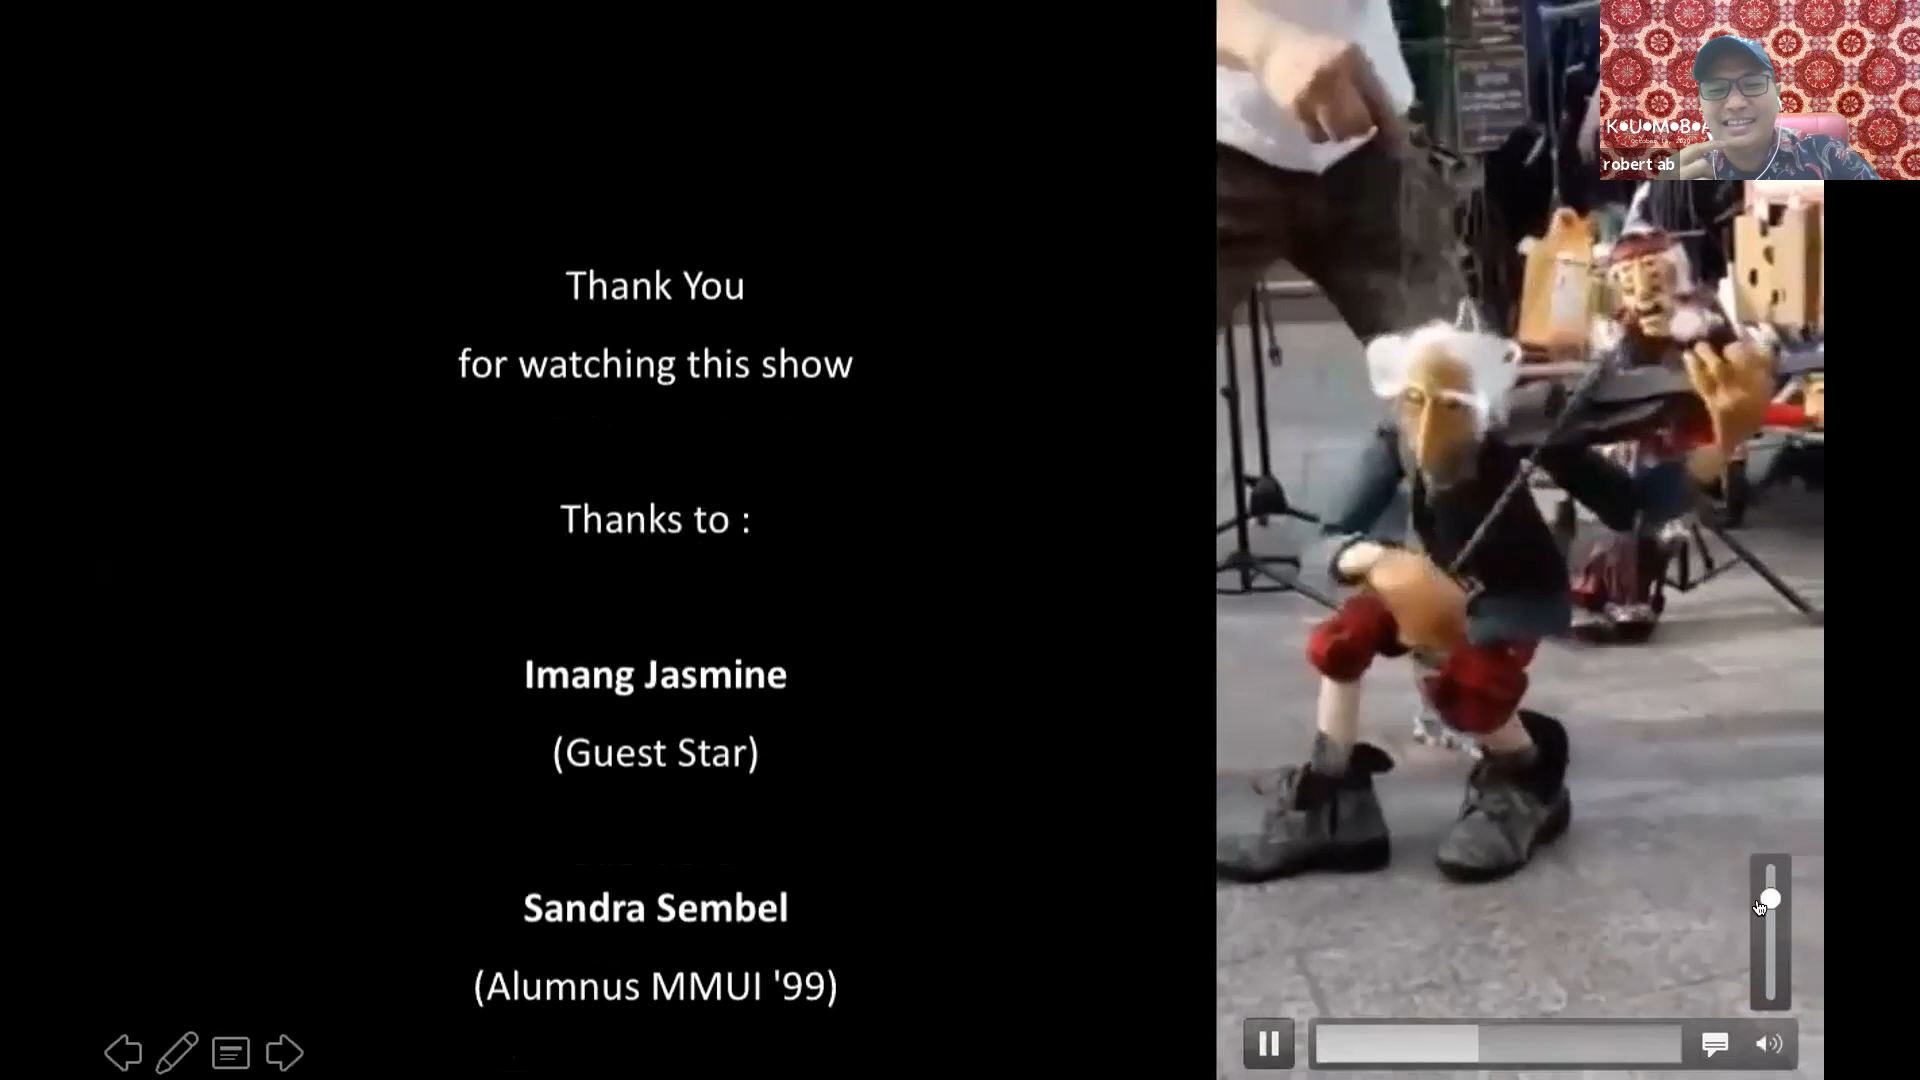 Thank You
for watching this show
Thanks to :
Imang Jasmine
(Guest Star)
Sandra Sembel
(Alumnus MMUI '99)
K●U●M●B●A
October
robert ab